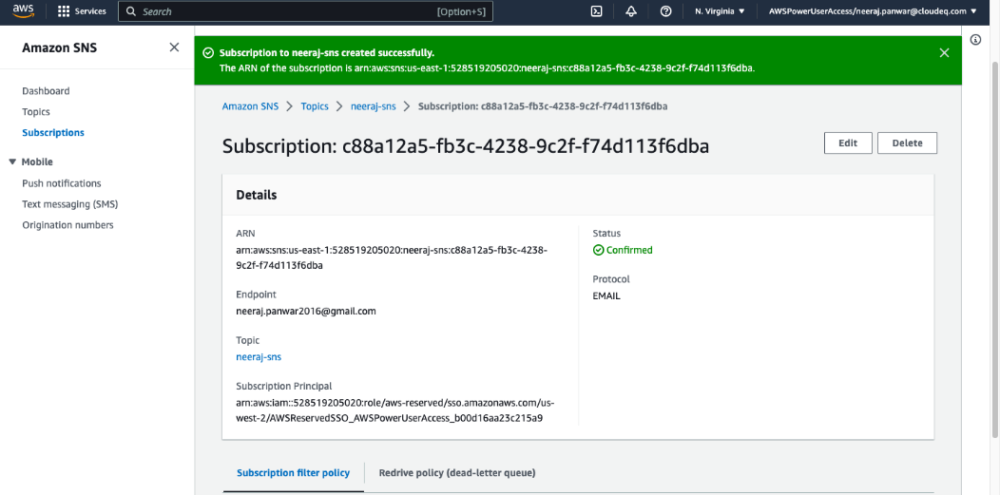 aws
Services
Search
[Option+S]
N. Virginia
AWSPowerUserAccess/neeraj.panwar@cloudeq.com
Amazon SNS
Dashboard
Topics
Subscriptions
Mobile
Push notifications
Text messaging (SMS)
Origination numbers
Subscription to neeraj-sns created successfully.
The ARN of the subscription is arn:aws:sns:us-east-1:528519205020:neeraj-sns:c88a12a5-fb3c-4238-9c2f-f74d113f6dba.
Amazon SNS > Topics > neeraj-sns > Subscription: c88a12a5-fb3c-4238-9c2f-f74d113f6dba
Subscription: c88a12a5-fb3c-4238-9c2f-f74d113f6dba
Edit
Delete
Details
ARN
arn:aws:sns:us-east-1:528519205020:neeraj-sns:c88a12a5-fb3c-4238-
9c2f-f74d113f6dba
Endpoint
neeraj.panwar2016@gmail.com
Topic
neeraj-sns
Subscription Principal
arn:aws:iam::528519205020:role/aws-reserved/sso.amazonaws.com/us-
west-2/AWSReservedSSO_AWSPowerUserAccess_b00d16aa23c215a9
Status
Confirmed
Protocol
EMAIL
Subscription filter policy
Redrive policy (dead-letter queue)